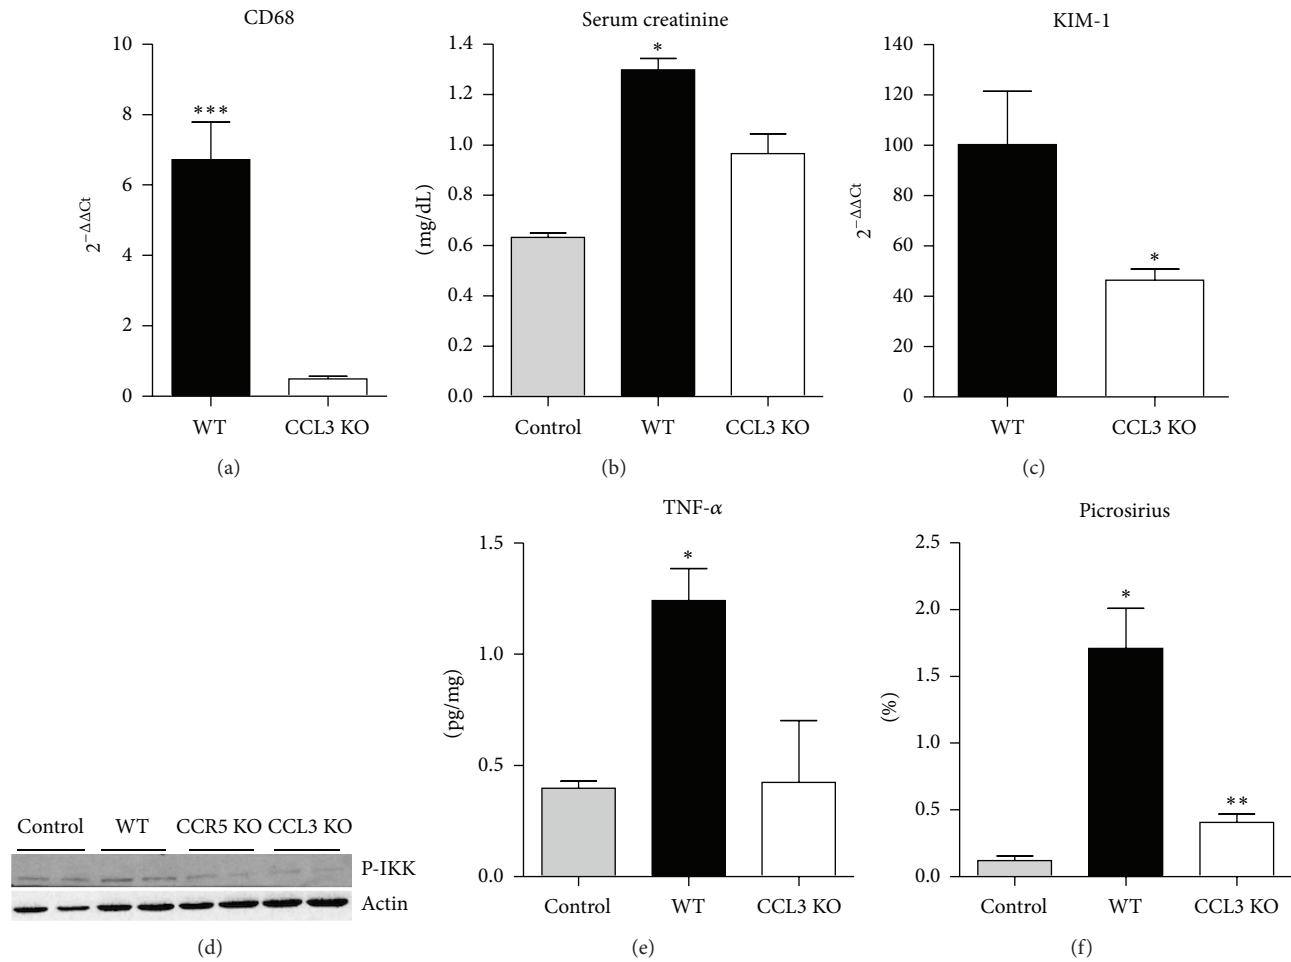 CD68
10
8
6
4
2
0
2^−ΔΔCt
***
WT
CCL3 KO
(a)
Serum creatinine
1.4
1.2
1.0
0.8
0.6
0.4
0.2
0.0
(mg/dL)
*
Control
WT
CCL3 KO
(b)
KIM-1
140
120
100
80
60
40
20
0
2^−ΔΔCt
*
WT
CCL3 KO
(c)
Control
WT
CCR5 KO
CCL3 KO
P-IKK
Actin
(d)
TNF-α
1.5
1.0
0.5
0.0
(pg/mg)
*
Control
WT
CCL3 KO
(e)
Picrosirius
2.5
2.0
1.5
1.0
0.5
0.0
(%)
*
**
Control
WT
CCL3 KO
(f)